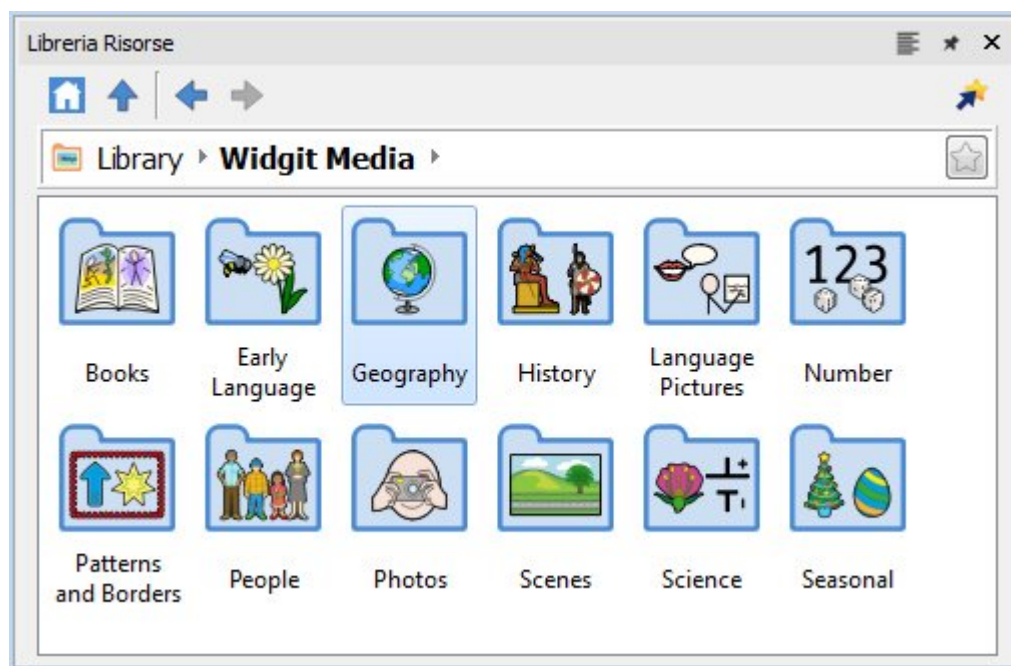 Libreria Risorse
Library Widgit Media
Books
Early
Language
Geography
History
Language
Pictures
123
Number
Patterns
and Borders
People
Photos
Scenes
Science
Seasonal